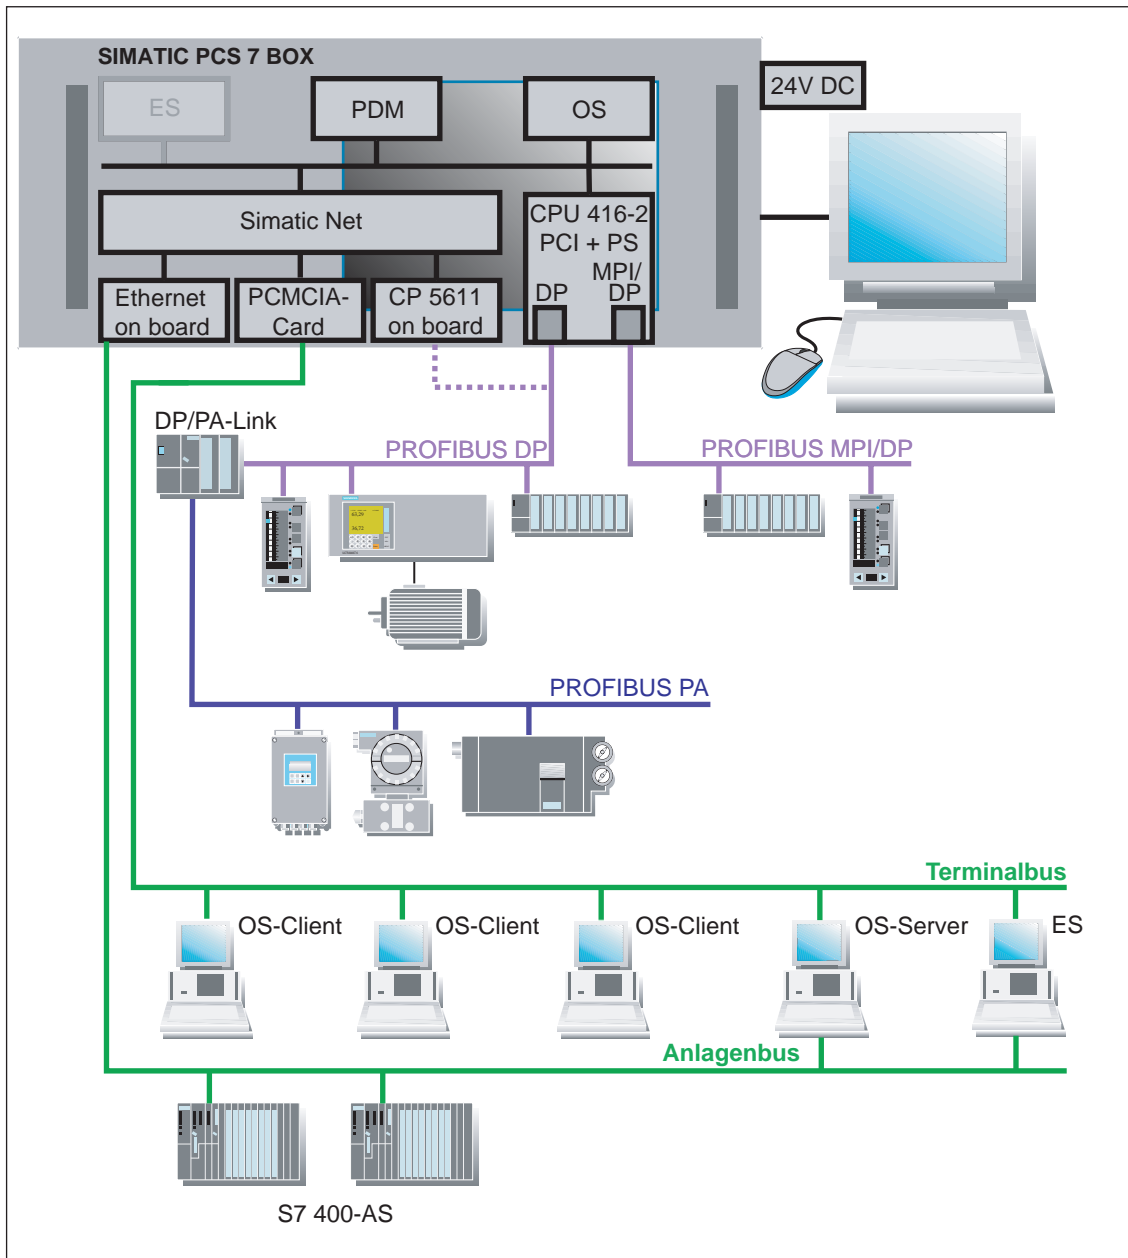 SIMATIC PCS 7 BOX
24V DC
ES
PDM
OS
Simatic Net
CPU 416-2
PCI + PS
MPI/
DP
DP
Ethernet
on board
PCMCIA-
Card
CP 5611
on board
DP/PA-Link
PROFIBUS DP
PROFIBUS MPI/DP
PROFIBUS PA
Terminalbus
OS-Client
OS-Client
OS-Client
OS-Server
ES
Anlagenbus
S7 400-AS